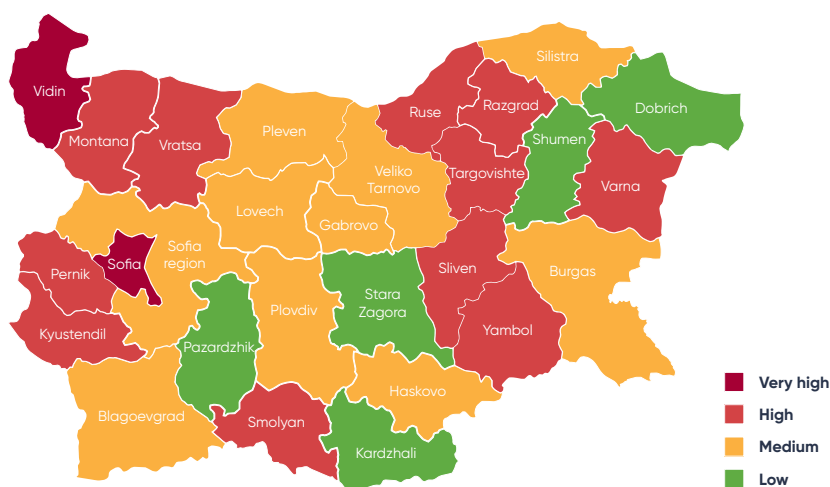 Silistra
Vidin
Dobrich
Razgrad
Ruse
Pleven
Shumen
Montana
Vratsa
Veliko
Tarnovo
Targovishte
Varna
Lovech
Gabrovo
Sofia
region
Sofia
Pernik
Sliven
Burgas
Stara
Zagora
Plovdiv
Yambol
Kyustendil
Pazardzhik
Haskovo
Blagoevgrad
Smolyan
Kardzhali
Very high
High
Medium
Low